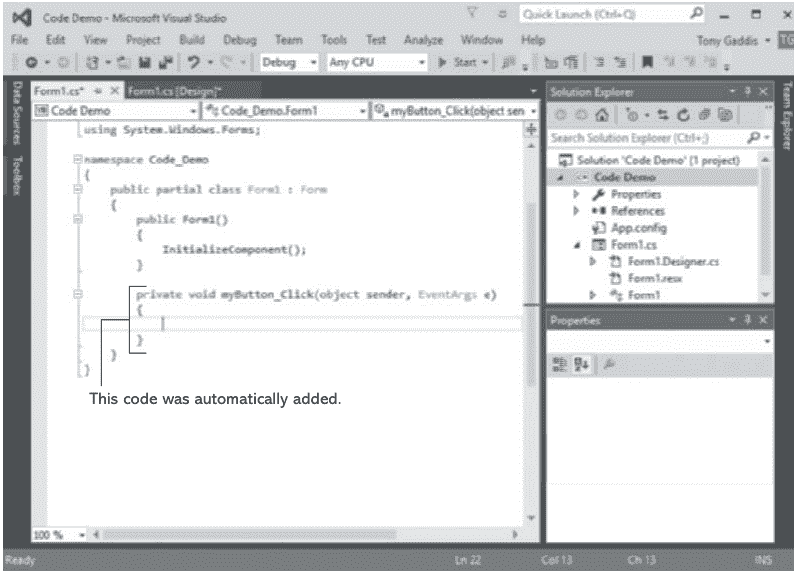 Code Demo - Microsoft Visual Studio
Quick Launch (Ctrl+Q)
File Edit View Project Build Debug Team Tools Test Analyze Window Help
Tony Gaddis
TG
Debug Any CPU Start
Form1.cs* Form1.cs [Design]*
Code Demo Code_Demo.Form1 myButton_Click(object sen
using System.Windows.Forms;
namespace Code_Demo
{
public partial class Form1 : Form
{
public Form1()
{
InitializeComponent();
}
private void myButton_Click(object sender, EventArgs e)
{
}
}
}
This code was automatically added.
100 %
Data Sources
Toolbox
Solution Explorer
Search Solution Explorer (Ctrl+;)
Solution 'Code Demo' (1 project)
Code Demo
Properties
References
App.config
Form1.cs
Form1.Designer.cs
Form1.resx
Form1
Properties
Team Explorer
Ready Ln 22 Col 13 Ch 13 INS